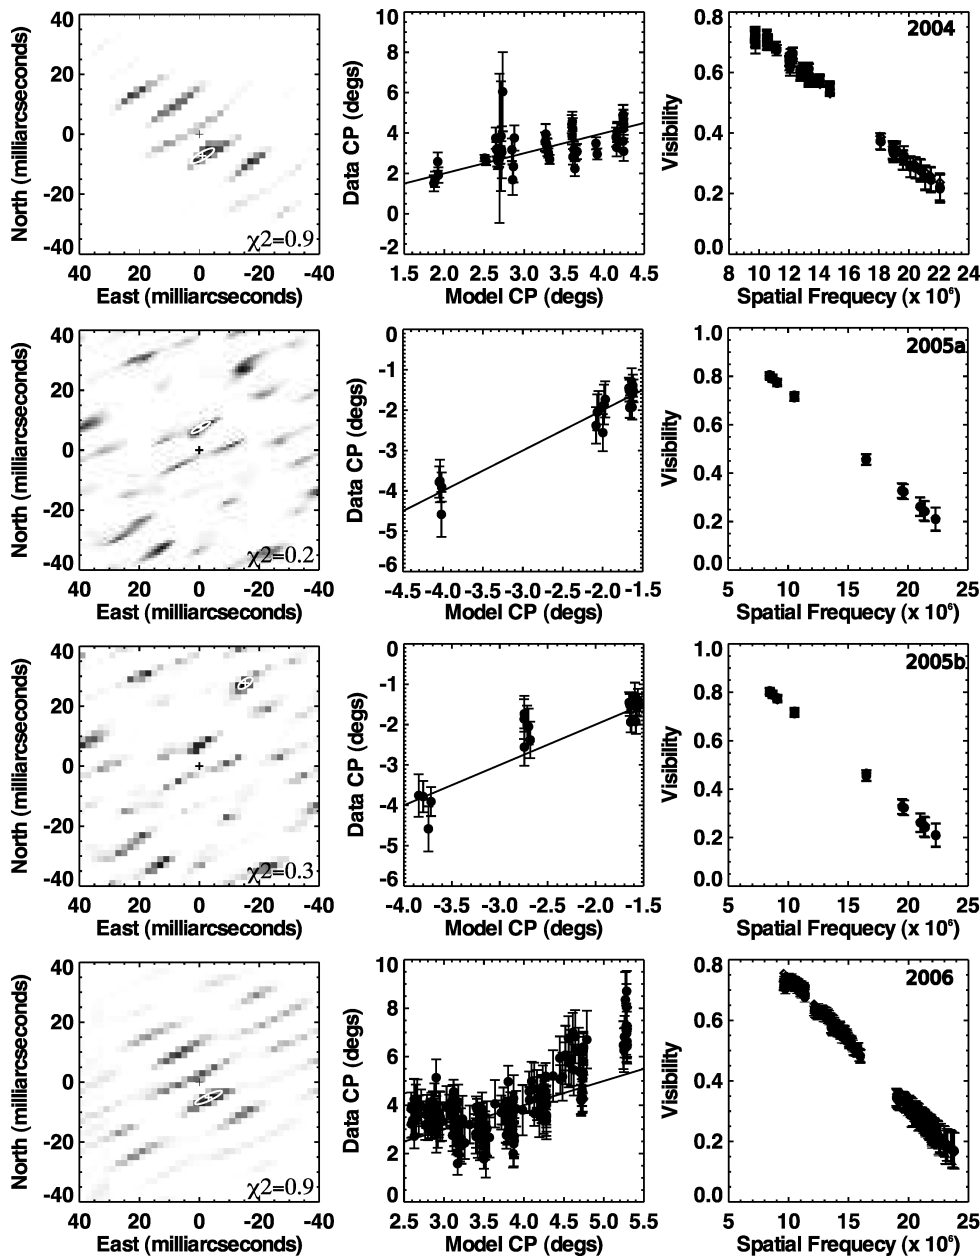 40
20
0
-20
-40
40 20 0 -20 -40
North (milliarcseconds)
East (milliarcseconds)
χ2=0.9
10
8
6
4
2
0
-2
1.5 2.0 2.5 3.0 3.5 4.0 4.5
Data CP (degs)
Model CP (degs)
0.8
0.6
0.4
0.2
0.0
8 10 12 14 16 18 20 22 24
Visibility
Spatial Frequecy (x 10⁶)
2004
40
20
0
-20
-40
40 20 0 -20 -40
North (milliarcseconds)
East (milliarcseconds)
χ2=0.2
-0
-1
-2
-3
-4
-5
-6
-4.5 -4.0 -3.5 -3.0 -2.5 -2.0 -1.5
Data CP (degs)
Model CP (degs)
1.0
0.8
0.6
0.4
0.2
0.0
5 10 15 20 25
Visibility
Spatial Frequecy (x 10⁶)
2005a
40
20
0
-20
-40
40 20 0 -20 -40
North (milliarcseconds)
East (milliarcseconds)
χ2=0.3
-0
-1
-2
-3
-4
-5
-6
-4.0 -3.5 -3.0 -2.5 -2.0 -1.5
Data CP (degs)
Model CP (degs)
1.0
0.8
0.6
0.4
0.2
0.0
5 10 15 20 25
Visibility
Spatial Frequecy (x 10⁶)
2005b
40
20
0
-20
-40
40 20 0 -20 -40
North (milliarcseconds)
East (milliarcseconds)
χ2=0.9
10
8
6
4
2
0
2.5 3.0 3.5 4.0 4.5 5.0 5.5
Data CP (degs)
Model CP (degs)
0.8
0.6
0.4
0.2
0.0
5 10 15 20 25
Visibility
Spatial Frequecy (x 10⁶)
2006